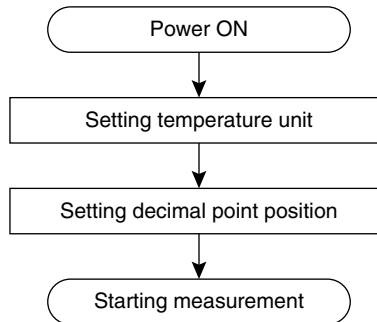 Power ON
Setting temperature unit
Setting decimal point position
Starting measurement